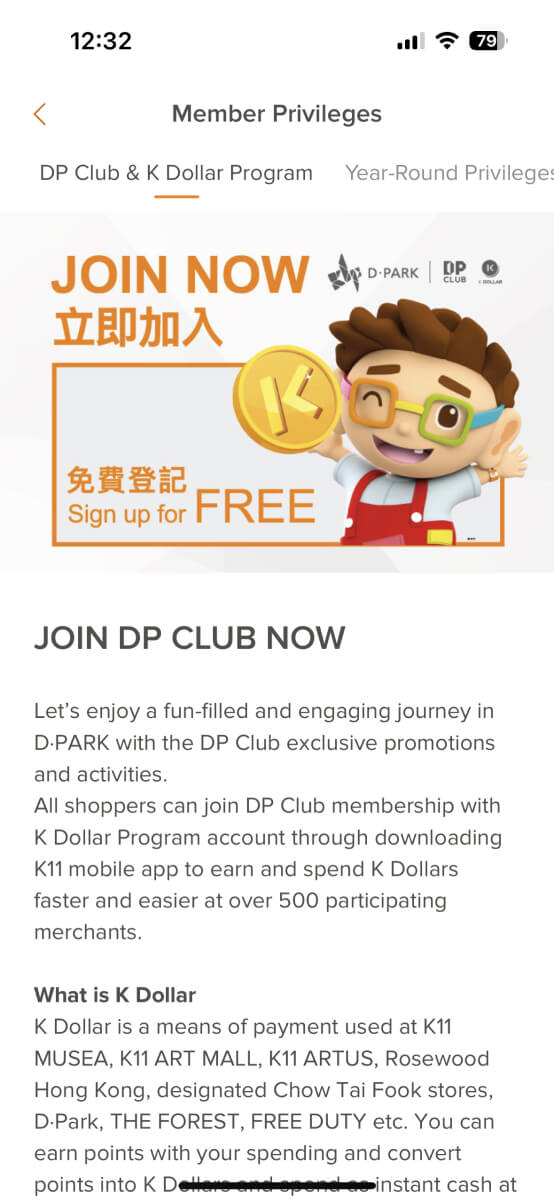 12:32
79
Member Privileges
DP Club & K Dollar Program Year-Round Privileges
JOIN NOW
D·PARK DP CLUB K DOLLAR
立即加入
免費登記
Sign up for FREE
JOIN DP CLUB NOW
Let's enjoy a fun-filled and engaging journey in
D·PARK with the DP Club exclusive promotions
and activities.
All shoppers can join DP Club membership with
K Dollar Program account through downloading
K11 mobile app to earn and spend K Dollars
faster and easier at over 500 participating
merchants.
What is K Dollar
K Dollar is a means of payment used at K11
MUSEA, K11 ART MALL, K11 ARTUS, Rosewood
Hong Kong, designated Chow Tai Fook stores,
D·Park, THE FOREST, FREE DUTY etc. You can
earn points with your spending and convert
points into K Dollars and spend as instant cash at